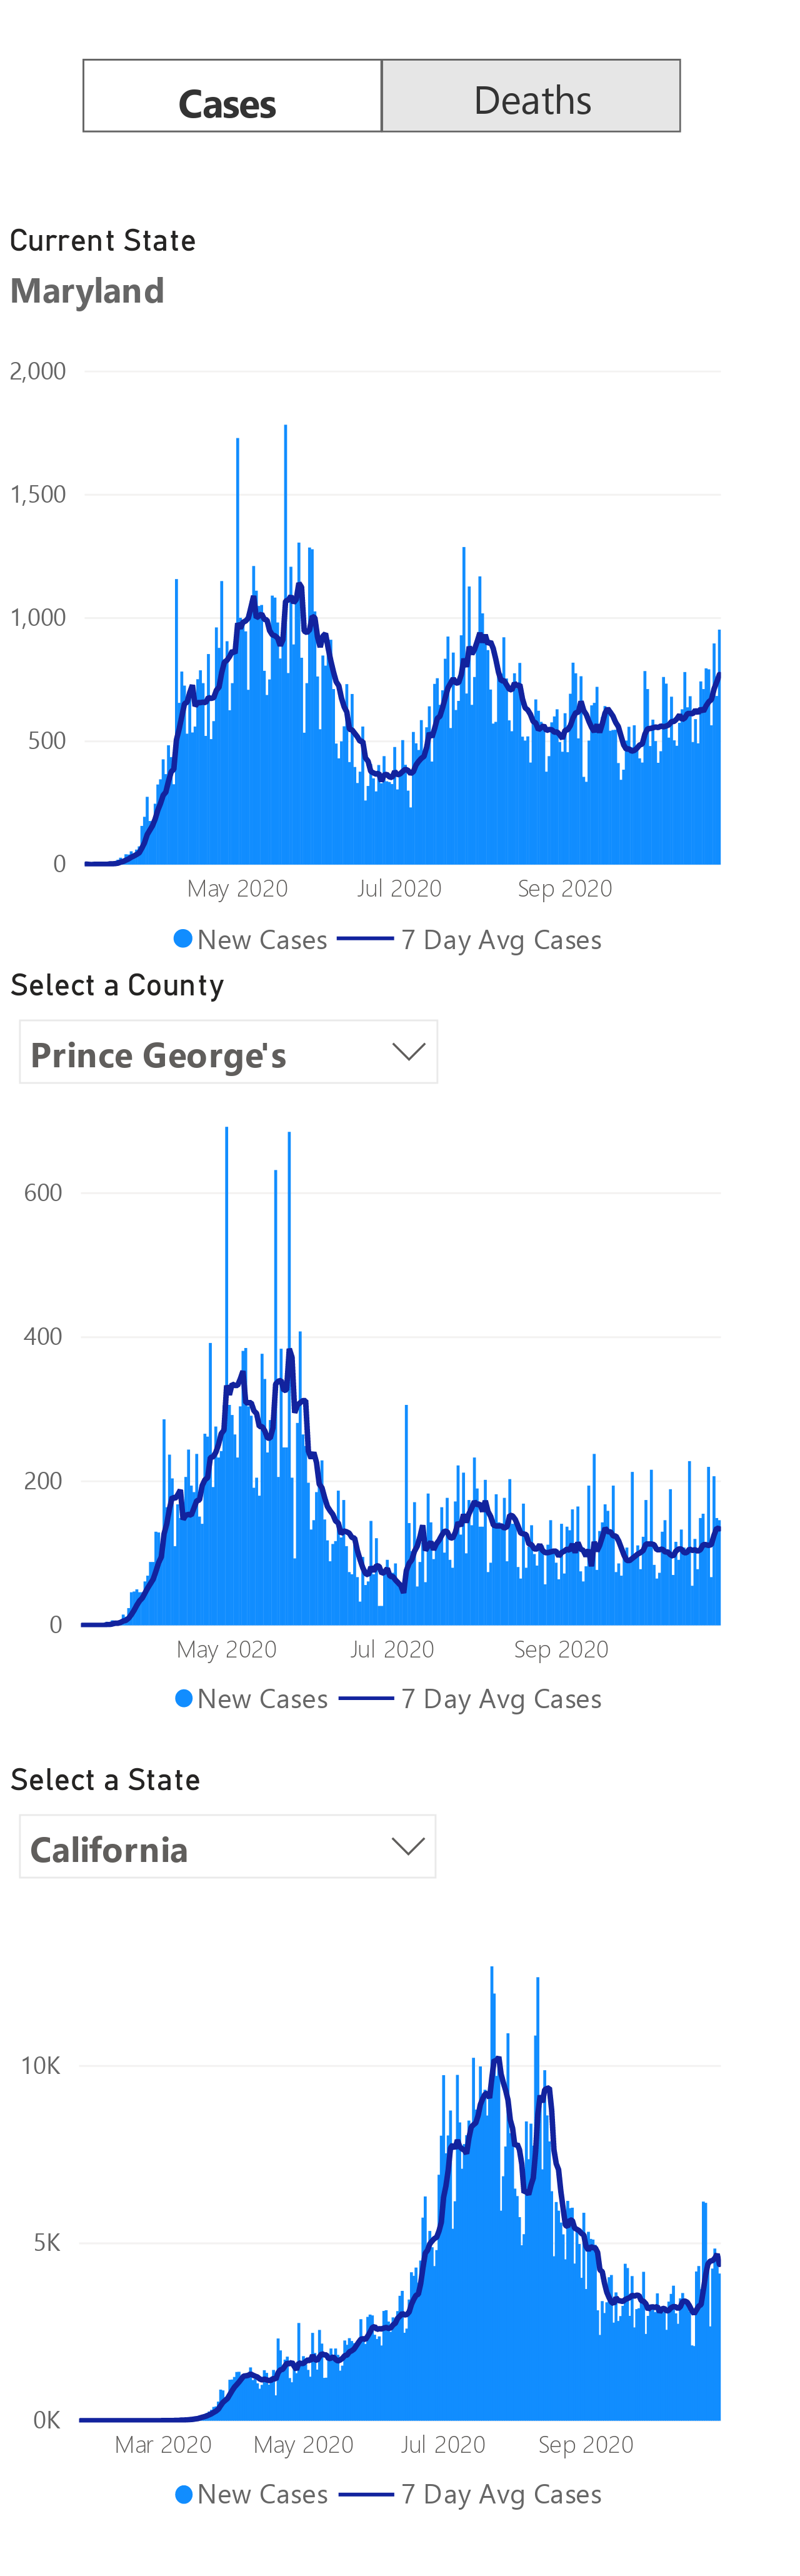 Cases Deaths
Current State
Maryland
2,000
1,500
1,000
500
0
May 2020 Jul 2020 Sep 2020
New Cases 7 Day Avg Cases
Select a County
Prince George's
600
400
200
0
May 2020 Jul 2020 Sep 2020
New Cases 7 Day Avg Cases
Select a State
California
10K
5K
0K
Mar 2020 May 2020 Jul 2020 Sep 2020
New Cases 7 Day Avg Cases